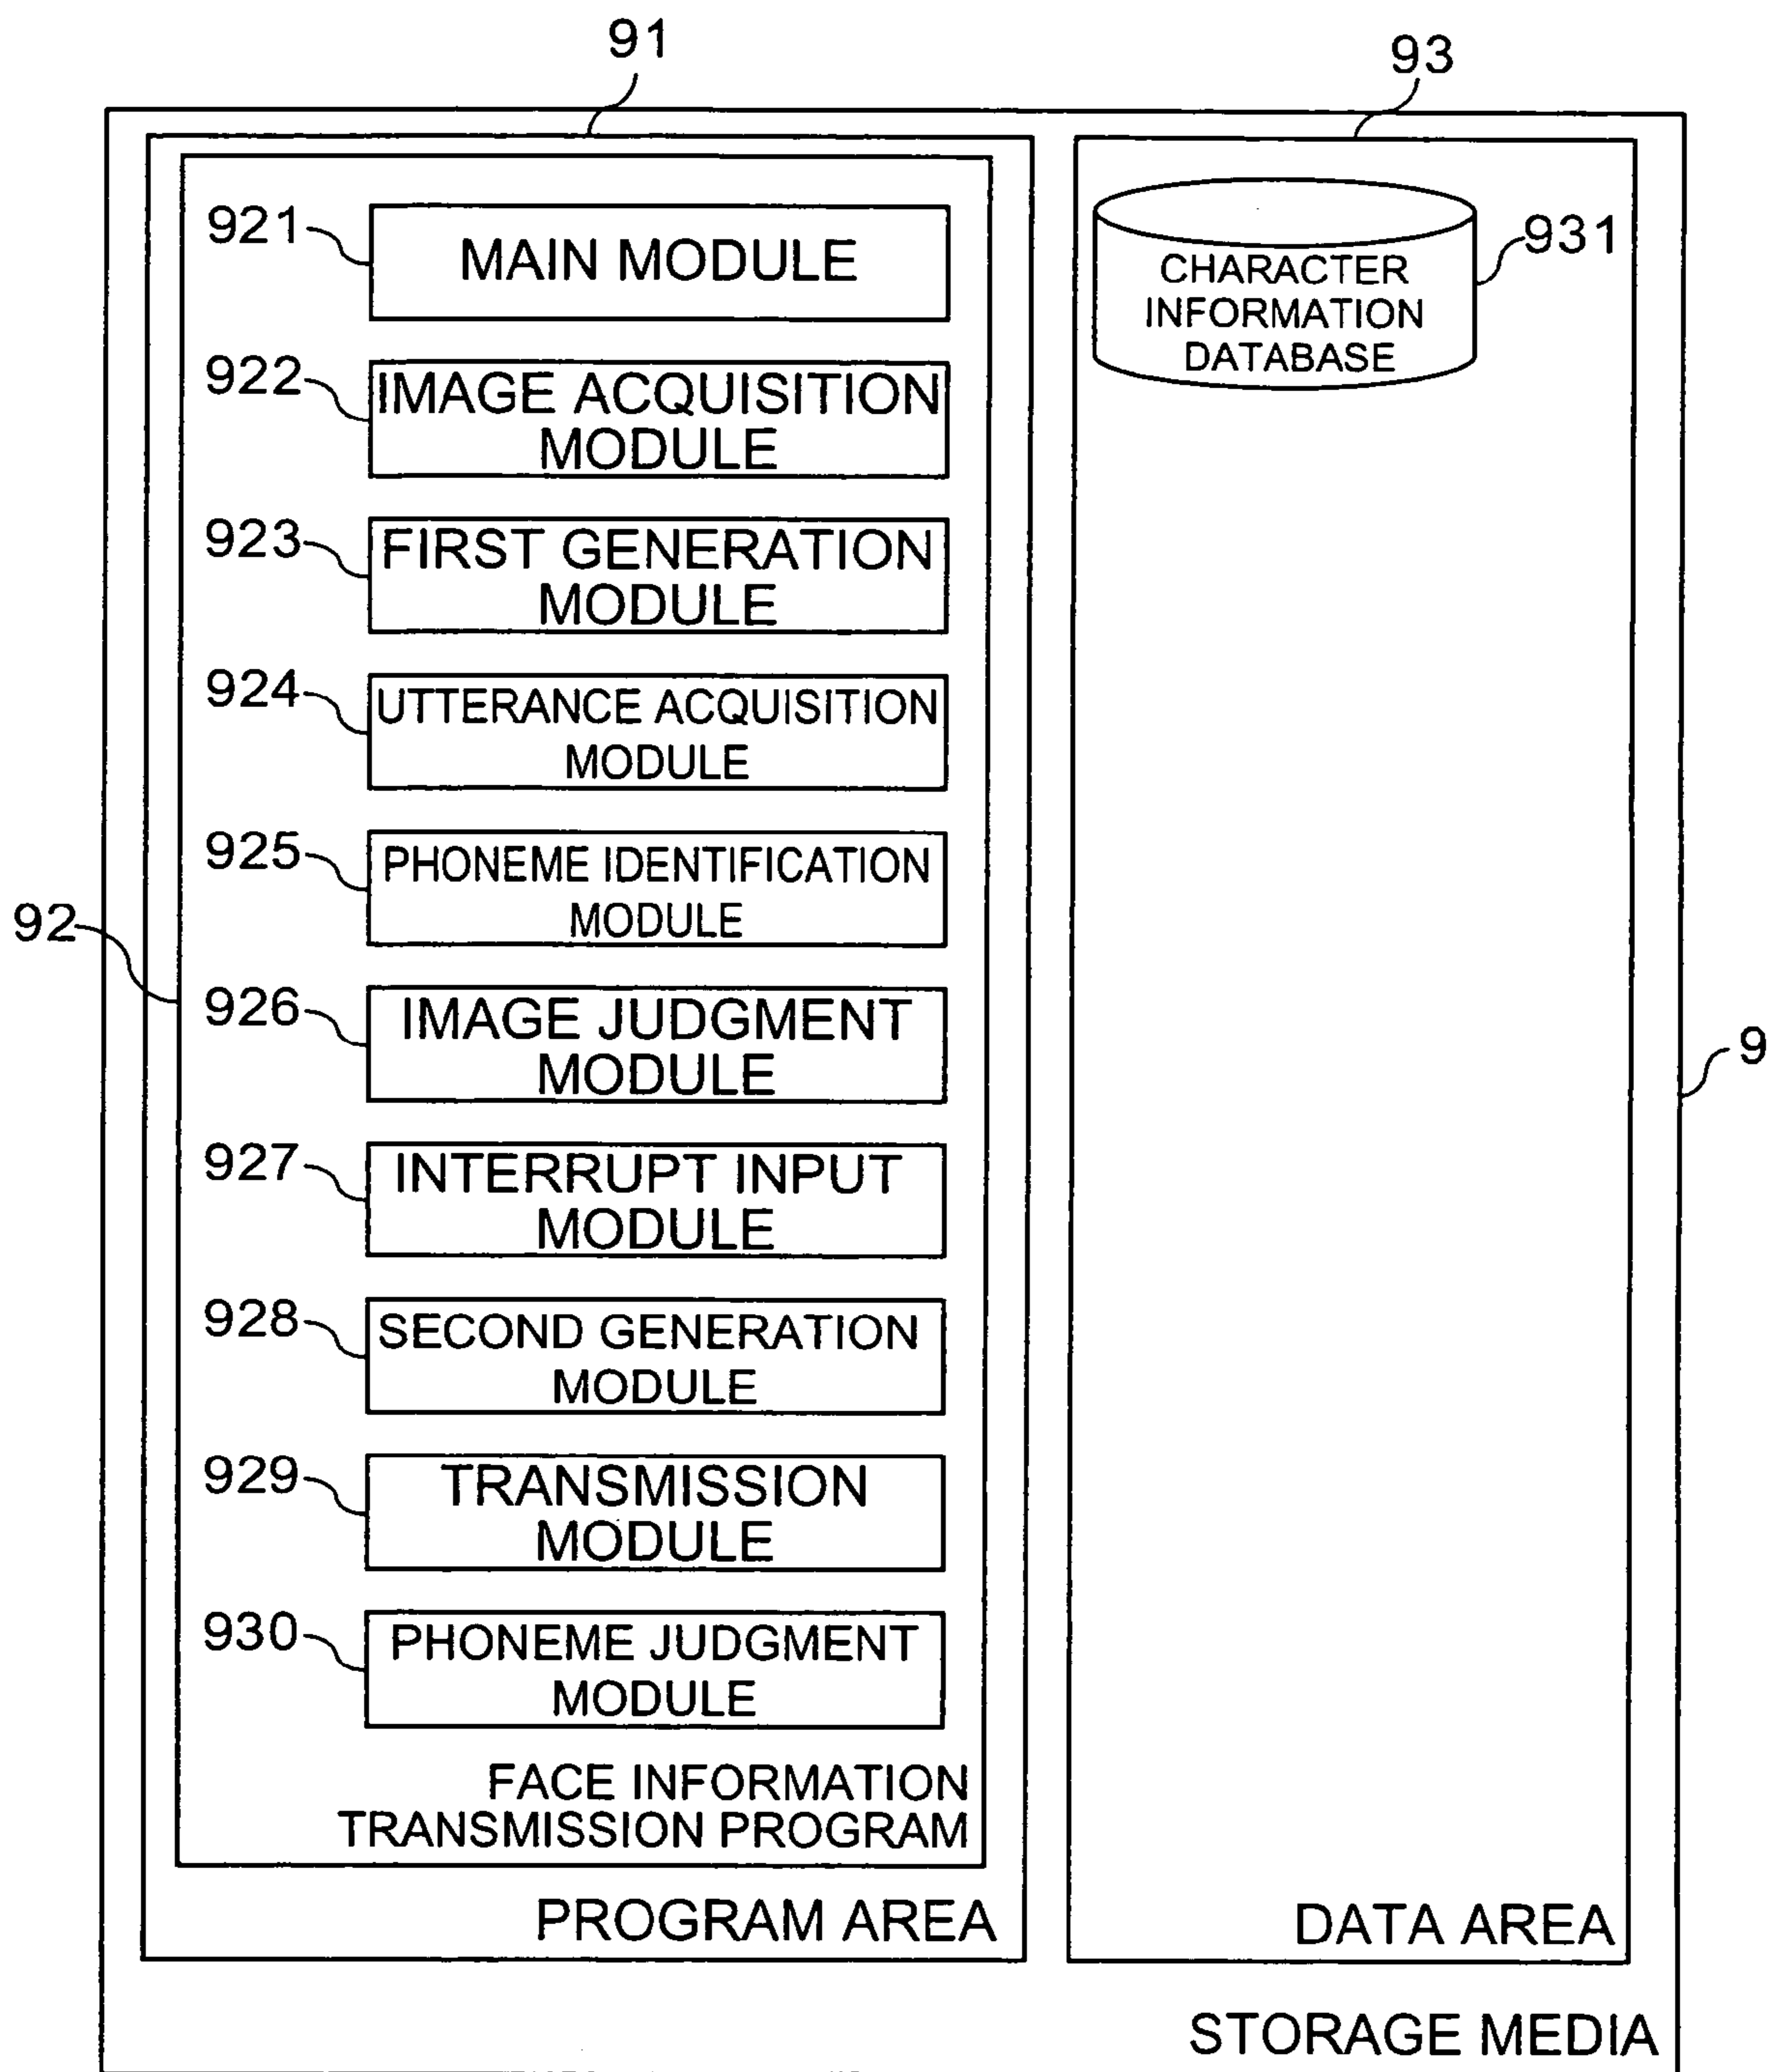 91
93
921
MAIN MODULE
922
IMAGE ACQUISITION
MODULE
923
FIRST GENERATION
MODULE
924
UTTERANCE ACQUISITION
MODULE
925
PHONEME IDENTIFICATION
MODULE
92
926
IMAGE JUDGMENT
MODULE
927
INTERRUPT INPUT
MODULE
928
SECOND GENERATION
MODULE
929
TRANSMISSION
MODULE
930
PHONEME JUDGMENT
MODULE
FACE INFORMATION
TRANSMISSION PROGRAM
PROGRAM AREA
931
CHARACTER
INFORMATION
DATABASE
9
DATA AREA
STORAGE MEDIA